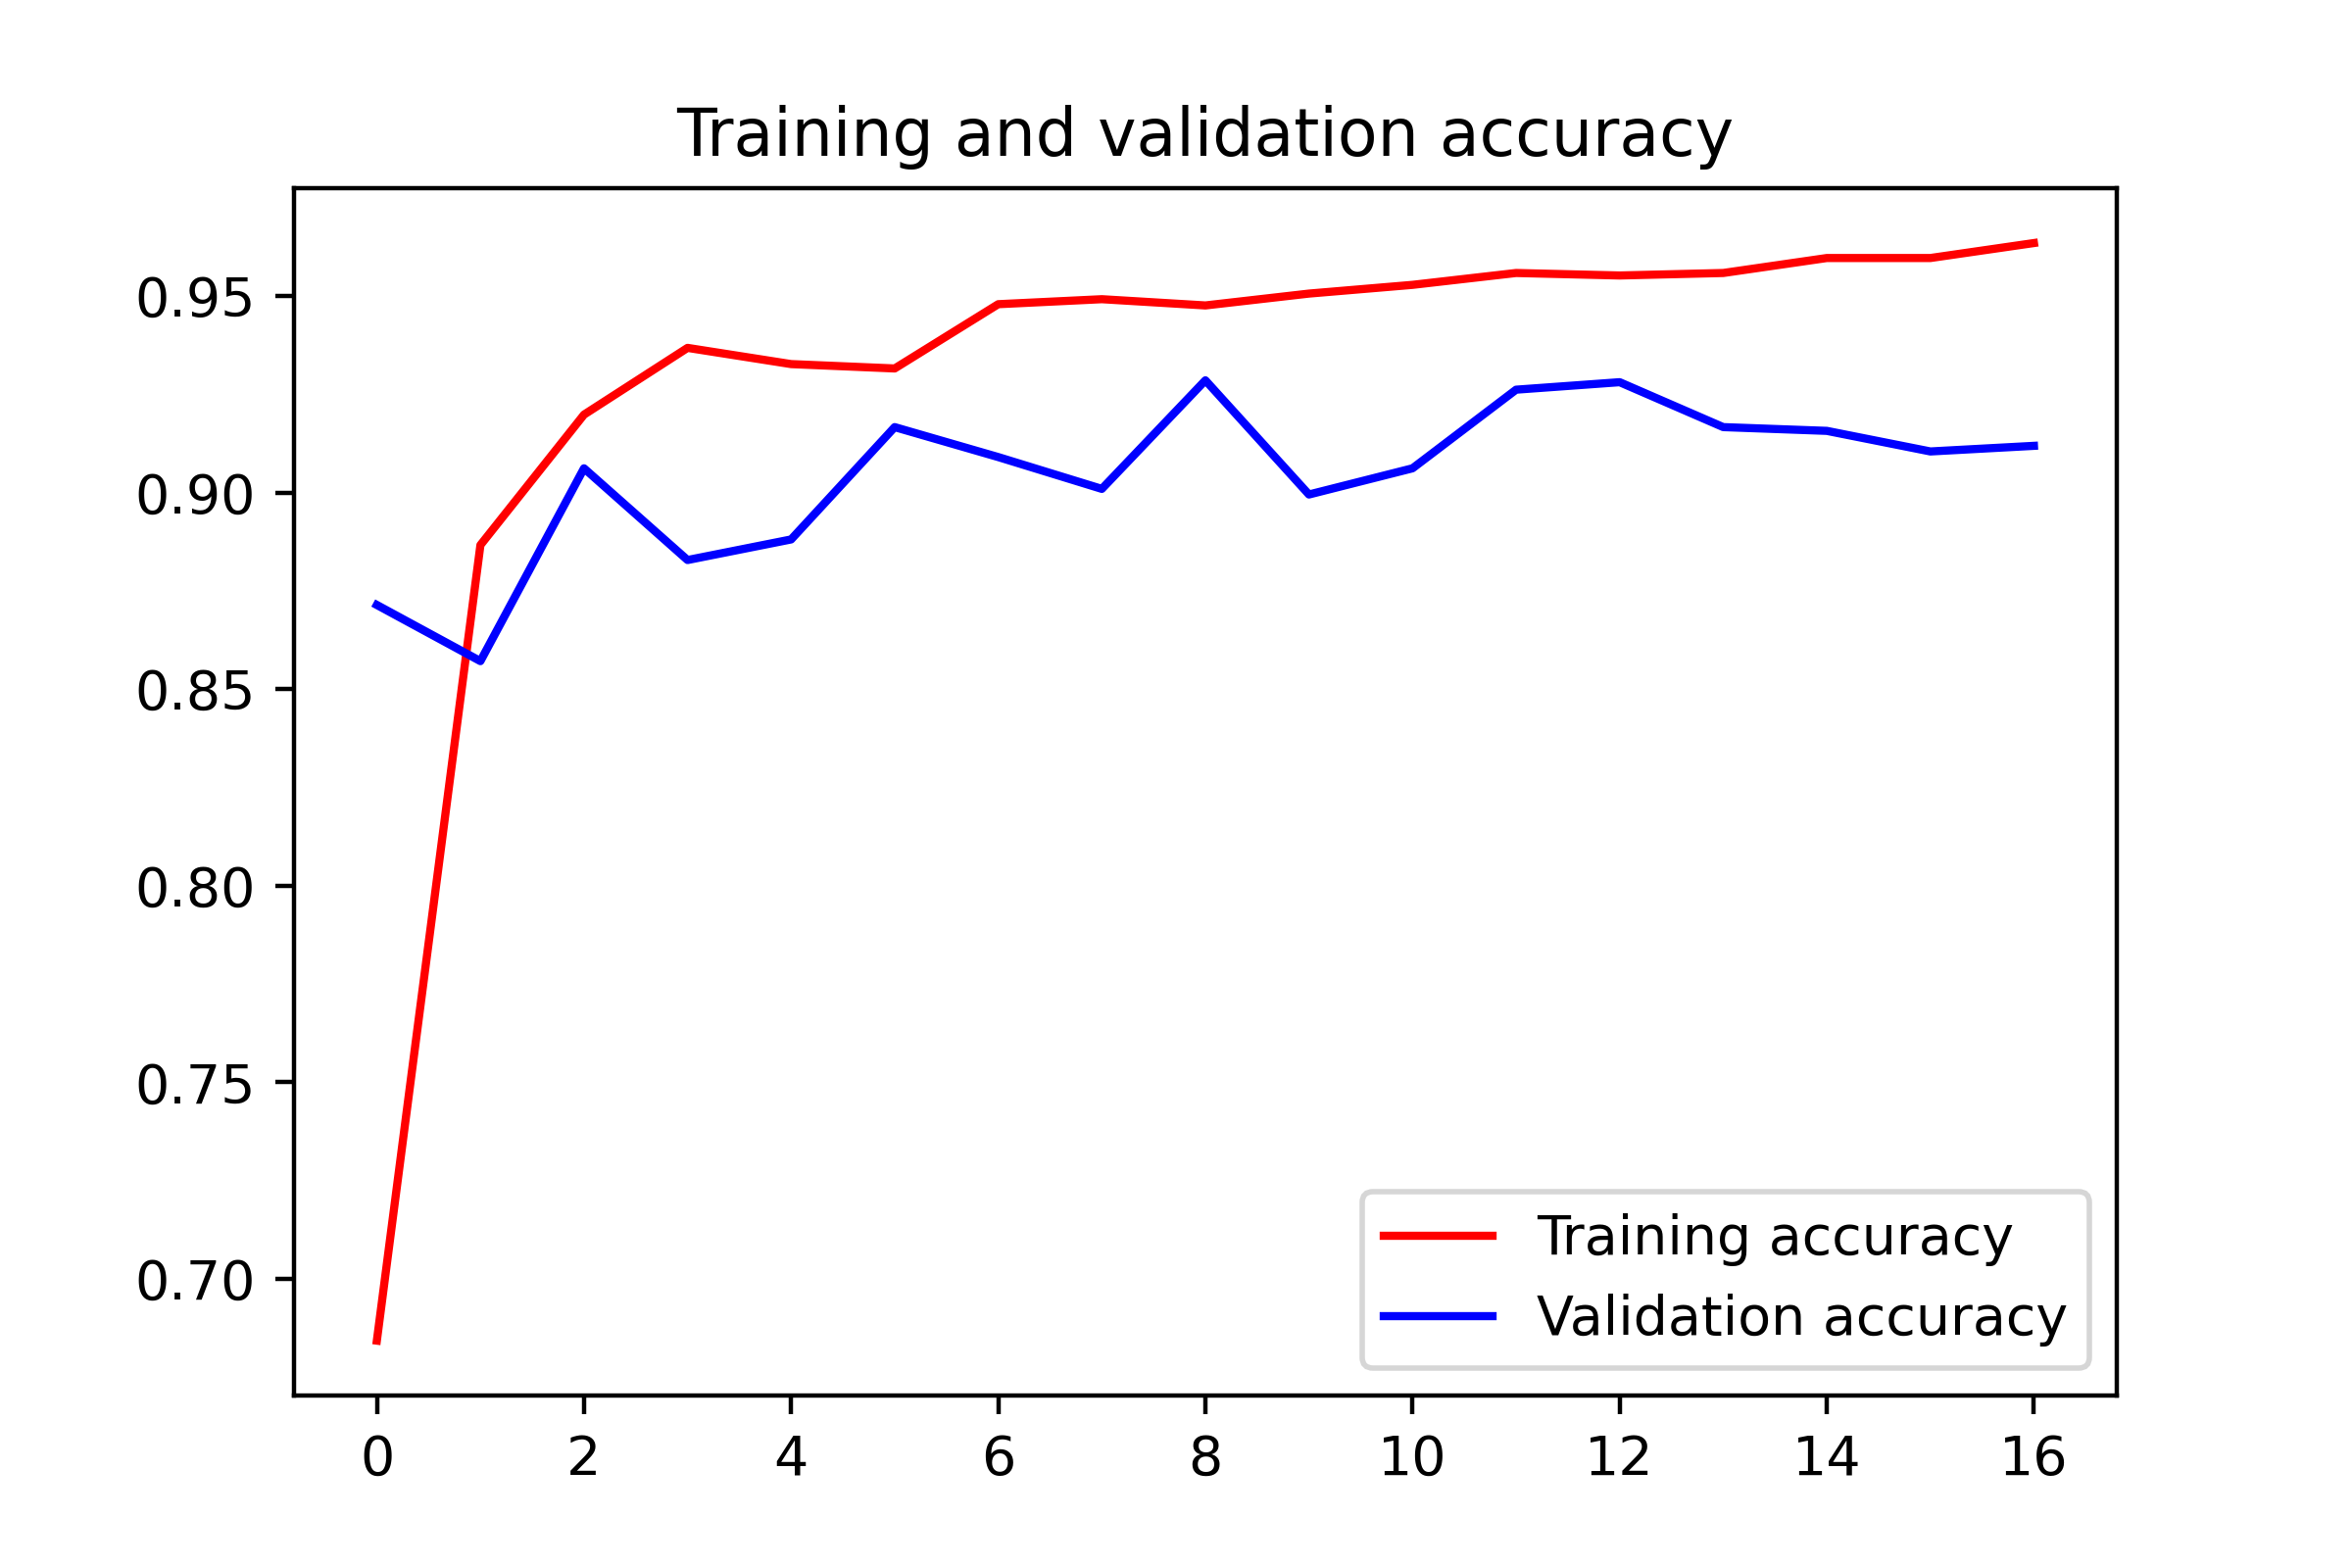 Training and validation accuracy
0.95
0.90
0.85
0.80
0.75
0.70
Training accuracy
Validation accuracy
0 2 4 6 8 10 12 14 16